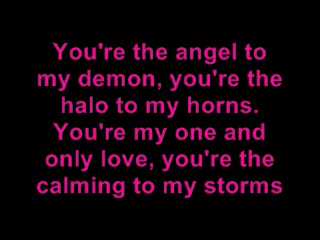 You're the angel to
my demon, you're the
halo to my horns.
You're my one and
only love, you're the
calming to my storms